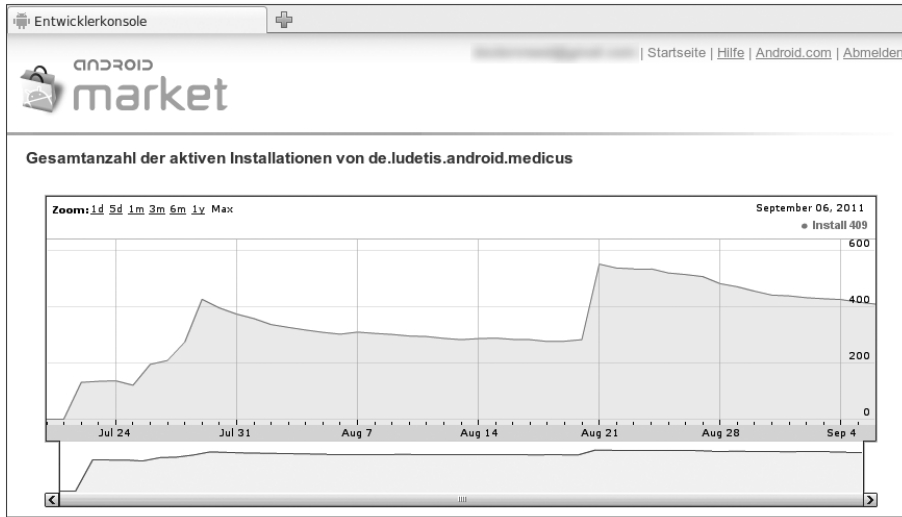 Entwicklerkonsole
| Startseite | Hilfe | Android.com | Abmelden
android
market
Gesamtanzahl der aktiven Installationen von de.ludetis.android.medicus
Zoom: 1d 5d 1m 3m 6m 1y Max
September 06, 2011
Install 409
600
400
200
0
Jul 24 Jul 31 Aug 7 Aug 14 Aug 21 Aug 28 Sep 4